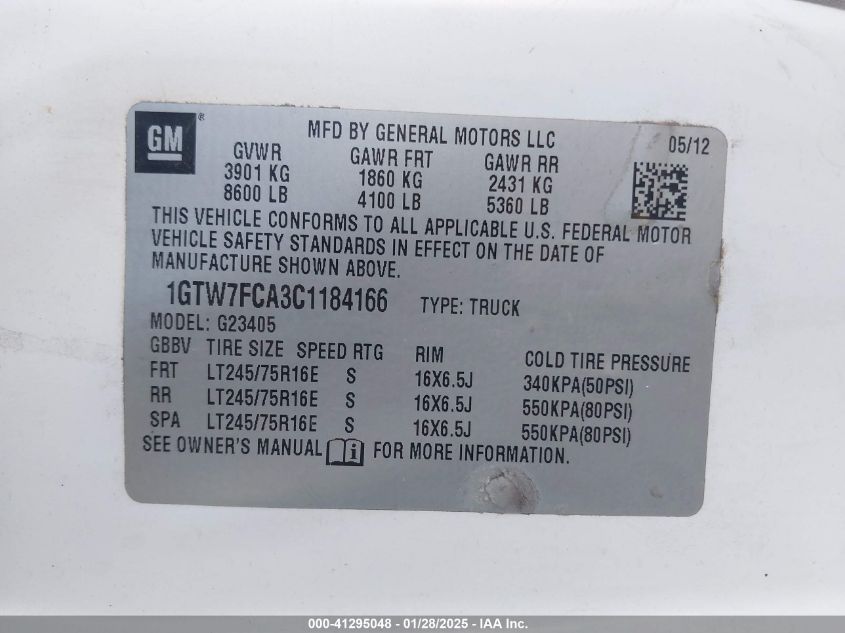 GM ®
MFD BY GENERAL MOTORS LLC 05/12
GVWR GAWR FRT GAWR RR
3901 KG 1860 KG 2431 KG
8600 LB 4100 LB 5360 LB
THIS VEHICLE CONFORMS TO ALL APPLICABLE U.S. FEDERAL MOTOR
VEHICLE SAFETY STANDARDS IN EFFECT ON THE DATE OF
MANUFACTURE SHOWN ABOVE.
1GTW7FCA3C1184166 TYPE: TRUCK
MODEL: G23405
GBBV TIRE SIZE SPEED RTG RIM COLD TIRE PRESSURE
FRT LT245/75R16E S 16X6.5J 340KPA(50PSI)
RR LT245/75R16E S 16X6.5J 550KPA(80PSI)
SPA LT245/75R16E S 16X6.5J 550KPA(80PSI)
SEE OWNER'S MANUAL i FOR MORE INFORMATION.
000-41295048 - 01/28/2025 - IAA Inc.